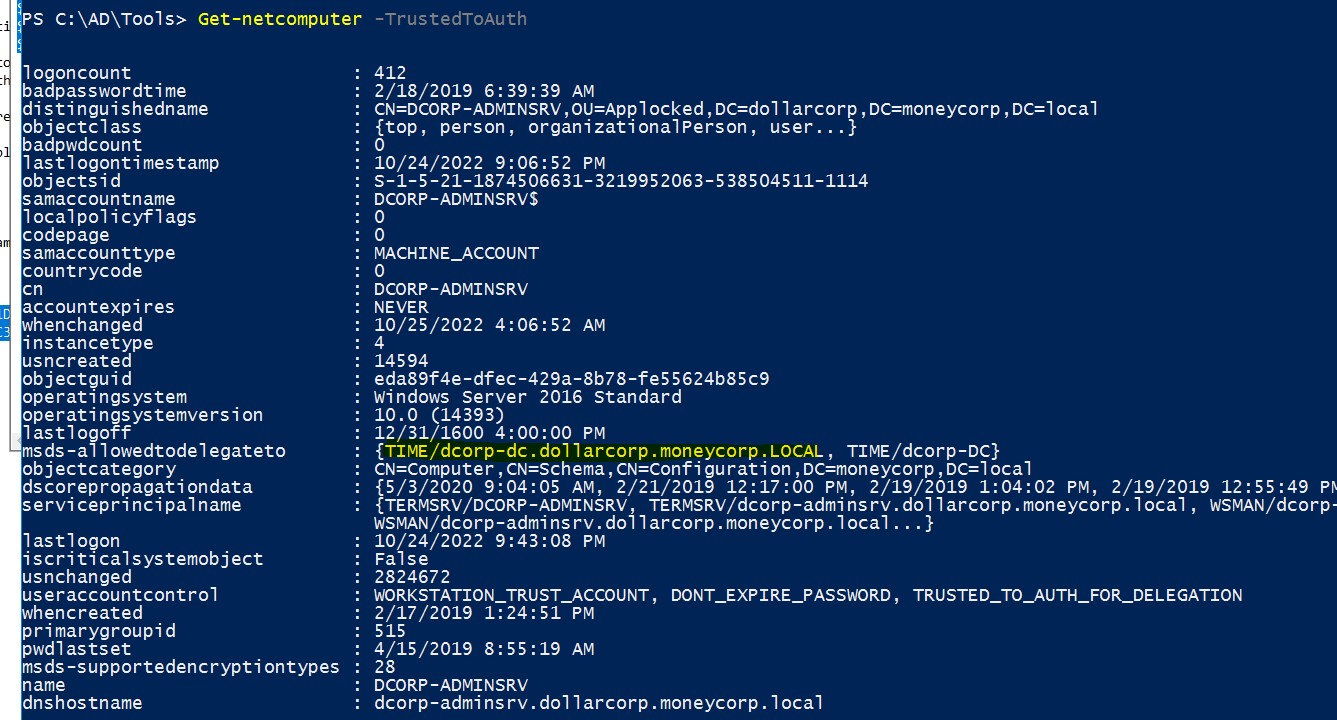 PS C:\AD\Tools> Get-netcomputer -TrustedToAuth
logoncount : 412
badpasswordtime : 2/18/2019 6:39:39 AM
distinguishedname : CN=DCORP-ADMINSRV,OU=Applocked,DC=dollarcorp,DC=moneycorp,DC=local
objectclass : {top, person, organizationalPerson, user...}
badpwdcount : 0
lastlogontimestamp : 10/24/2022 9:06:52 PM
objectsid : S-1-5-21-1874506631-3219952063-538504511-1114
samaccountname : DCORP-ADMINSRV$
localpolicyflags : 0
codepage : 0
samaccounttype : MACHINE_ACCOUNT
countrycode : 0
cn : DCORP-ADMINSRV
accountexpires : NEVER
whenchanged : 10/25/2022 4:06:52 AM
instancetype : 4
usncreated : 14594
objectguid : eda89f4e-dfec-429a-8b78-fe55624b85c9
operatingsystem : Windows Server 2016 Standard
operatingsystemversion : 10.0 (14393)
lastlogoff : 12/31/1600 4:00:00 PM
msds-allowedtodelegateto : {TIME/dcorp-dc.dollarcorp.moneycorp.LOCAL, TIME/dcorp-DC}
objectcategory : CN=Computer,CN=Schema,CN=Configuration,DC=moneycorp,DC=local
dscorepropagationdata : {5/3/2020 9:04:05 AM, 2/21/2019 12:17:00 PM, 2/19/2019 1:04:02 PM, 2/19/2019 12:55:49 PM
serviceprincipalname : {TERMSRV/DCORP-ADMINSRV, TERMSRV/dcorp-adminsrv.dollarcorp.moneycorp.local, WSMAN/dcorp-
WSMAN/dcorp-adminsrv.dollarcorp.moneycorp.local...}
lastlogon : 10/24/2022 9:43:08 PM
iscriticalsystemobject : False
usnchanged : 2824672
useraccountcontrol : WORKSTATION_TRUST_ACCOUNT, DONT_EXPIRE_PASSWORD, TRUSTED_TO_AUTH_FOR_DELEGATION
whencreated : 2/17/2019 1:24:51 PM
primarygroupid : 515
pwdlastset : 4/15/2019 8:55:19 AM
msds-supportedencryptiontypes : 28
name : DCORP-ADMINSRV
dnshostname : dcorp-adminsrv.dollarcorp.moneycorp.local